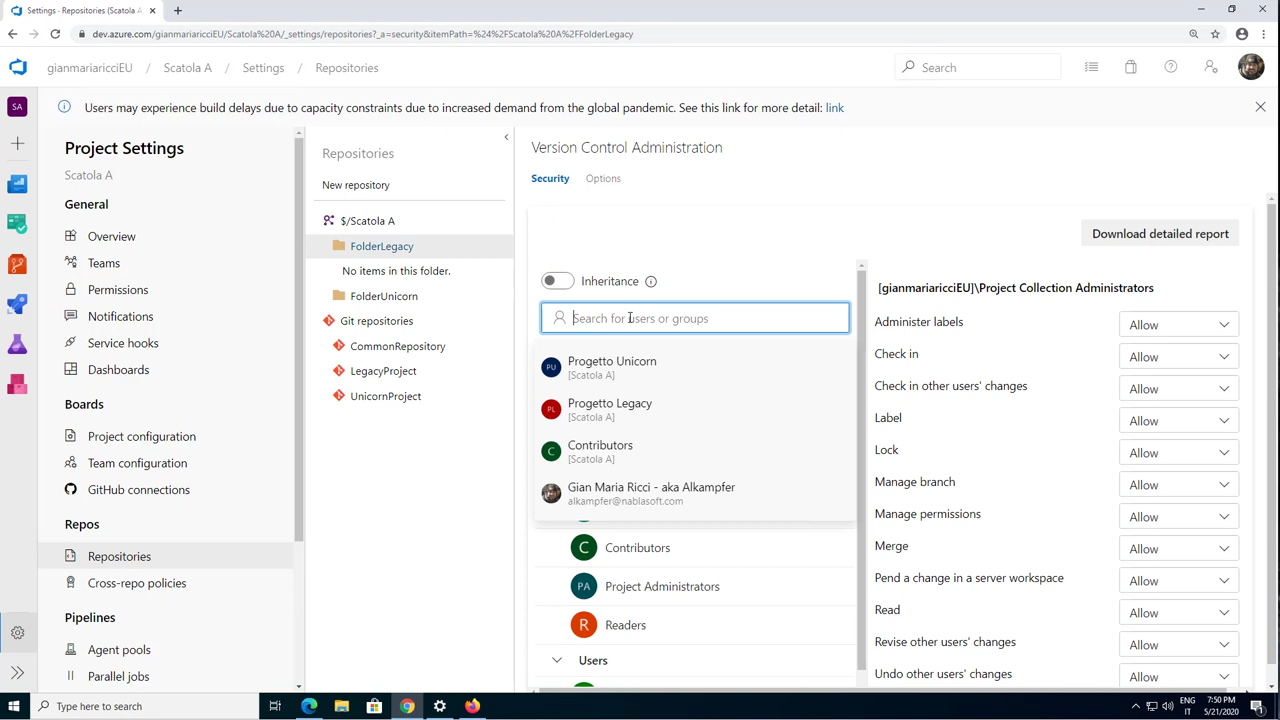 Settings - Repositories (Scatola A
dev.azure.com/gianmariaricciEU/Scatola%20A/_settings/repositories?_a=security&itemPath=%24%2FScatola%20A%2FFolderLegacy
gianmariaricciEU / Scatola A / Settings / Repositories
Search
SA
Users may experience build delays due to capacity constraints due to increased demand from the global pandemic. See this link for more detail: link
Project Settings
Scatola A
General
Overview
Teams
Permissions
Notifications
Service hooks
Dashboards
Boards
Project configuration
Team configuration
GitHub connections
Repos
Repositories
Cross-repo policies
Pipelines
Agent pools
Parallel jobs
Repositories
New repository
$/Scatola A
FolderLegacy
No items in this folder.
FolderUnicorn
Git repositories
CommonRepository
LegacyProject
UnicornProject
Version Control Administration
Security
Options
Download detailed report
Inheritance
Search for users or groups
PU
Progetto Unicorn
[Scatola A]
PL
Progetto Legacy
[Scatola A]
C
Contributors
[Scatola A]
Gian Maria Ricci - aka Alkampfer
alkampfer@nablasoft.com
C
Contributors
PA
Project Administrators
R
Readers
Users
[gianmariaricciEU]\Project Collection Administrators
Administer labels
Allow
Check in
Allow
Check in other users' changes
Allow
Label
Allow
Lock
Allow
Manage branch
Allow
Manage permissions
Allow
Merge
Allow
Pend a change in a server workspace
Allow
Read
Allow
Revise other users' changes
Allow
Undo other users' changes
Allow
Type here to search
ENG
IT
7:50 PM
5/21/2020
1